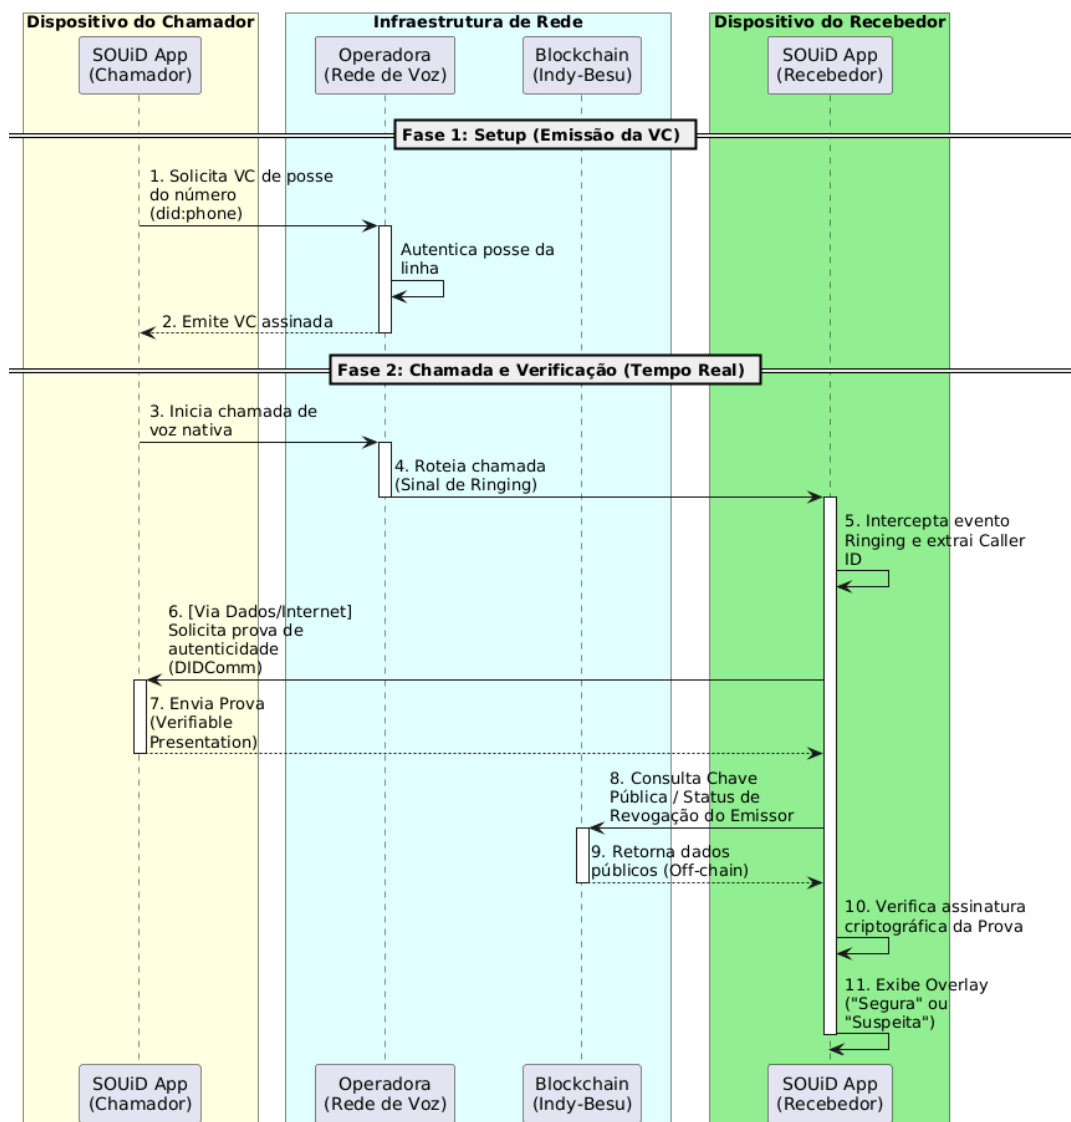 Dispositivo do Chamador
Infraestrutura de Rede
Dispositivo do Recebedor
SOUiD App
(Chamador)
Operadora
(Rede de Voz)
Blockchain
(Indy-Besu)
SOUiD App
(Recebedor)
Fase 1: Setup (Emissão da VC)
1. Solicita VC de posse
do número
(did:phone)
Autentica posse da
linha
2. Emite VC assinada
Fase 2: Chamada e Verificação (Tempo Real)
3. Inicia chamada de
voz nativa
4. Roteia chamada
(Sinal de Ringing)
5. Intercepta evento
Ringing e extrai Caller
ID
6. [Via Dados/Internet]
Solicita prova de
autenticidade
(DIDComm)
7. Envia Prova
(Verifiable
Presentation)
8. Consulta Chave
Pública / Status de
Revogação do Emissor
9. Retorna dados
públicos (Off-chain)
10. Verifica assinatura
criptográfica da Prova
11. Exibe Overlay
("Segura" ou
"Suspeita")
SOUiD App
(Chamador)
Operadora
(Rede de Voz)
Blockchain
(Indy-Besu)
SOUiD App
(Recebedor)